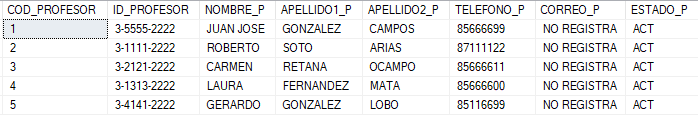 COD_PROFESOR ID_PROFESOR NOMBRE_P APELLIDO1_P APELLIDO2_P TELEFONO_P CORREO_P ESTADO_P
1 3-5555-2222 JUAN JOSE GONZALEZ CAMPOS 85666699 NO REGISTRA ACT
2 3-1111-2222 ROBERTO SOTO ARIAS 87111122 NO REGISTRA ACT
3 3-2121-2222 CARMEN RETANA OCAMPO 85666611 NO REGISTRA ACT
4 3-1313-2222 LAURA FERNANDEZ MATA 85666600 NO REGISTRA ACT
5 3-4141-2222 GERARDO GONZALEZ LOBO 85116699 NO REGISTRA ACT